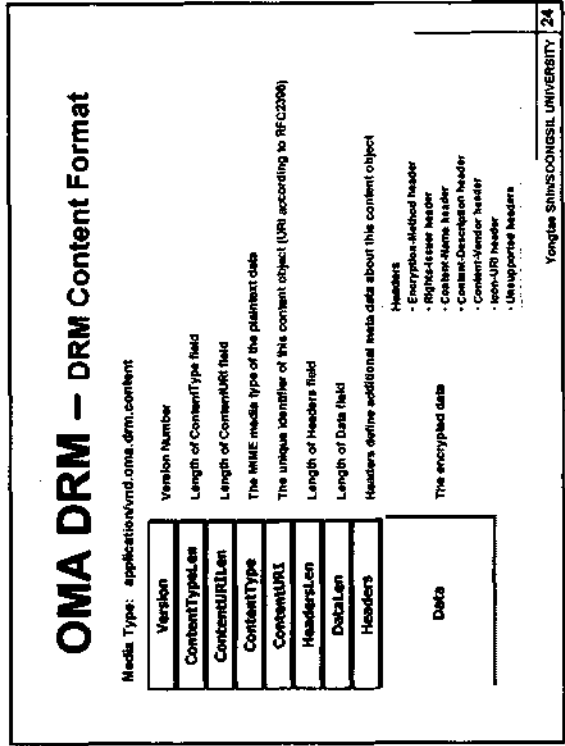 OMA DRM – DRM Content Format
Media Type: application/vnd.oma.drm.content
Version Version Number
ContentTypeLen Length of ContentType field
ContentURILen Length of ContentURI field
ContentType The MIME media type of the plaintext data
ContentURI The unique identifier of this content object (URI according to RFC2396)
HeadersLen Length of Headers field
DataLen Length of Data field
Headers Headers define additional meta data about this content object
Data The encrypted data
Headers
- Encryption-Method header
- Rights-Issuer header
- Content-Name header
- Content-Description header
- Content-Vendor header
- Icon-URI header
- Unsupported headers
Yongtae Shin/SOONGSIL UNIVERSITY 24